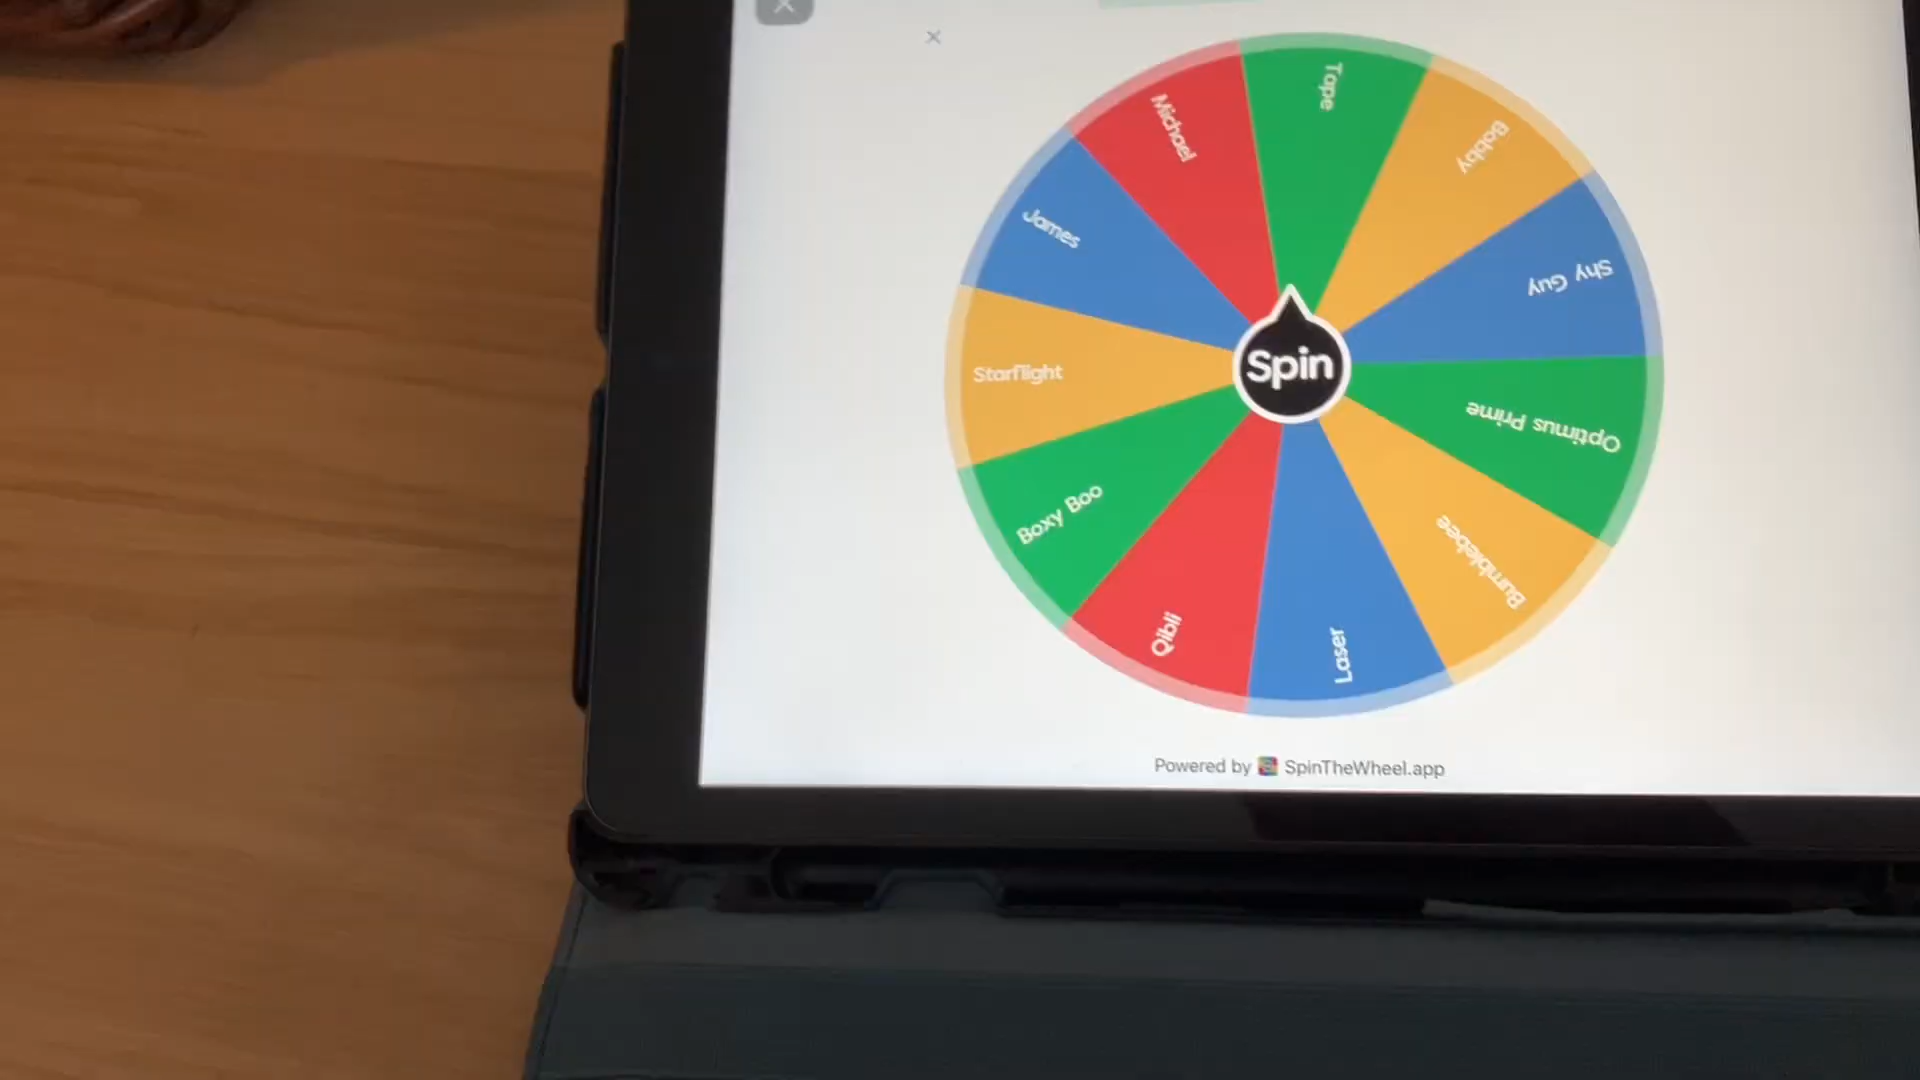 Tape
Bobby
Shy Guy
Optimus Prime
Bumblebee
Laser
Qibli
Boxy Boo
Starflight
James
Michael
Spin
Powered by SpinTheWheel.app